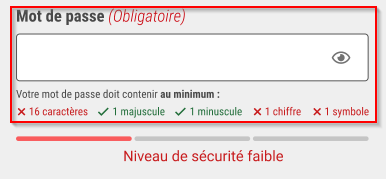 Mot de passe (Obligatoire)
Votre mot de passe doit contenir au minimum :
16 caractères 1 majuscule 1 minuscule 1 chiffre 1 symbole
Niveau de sécurité faible